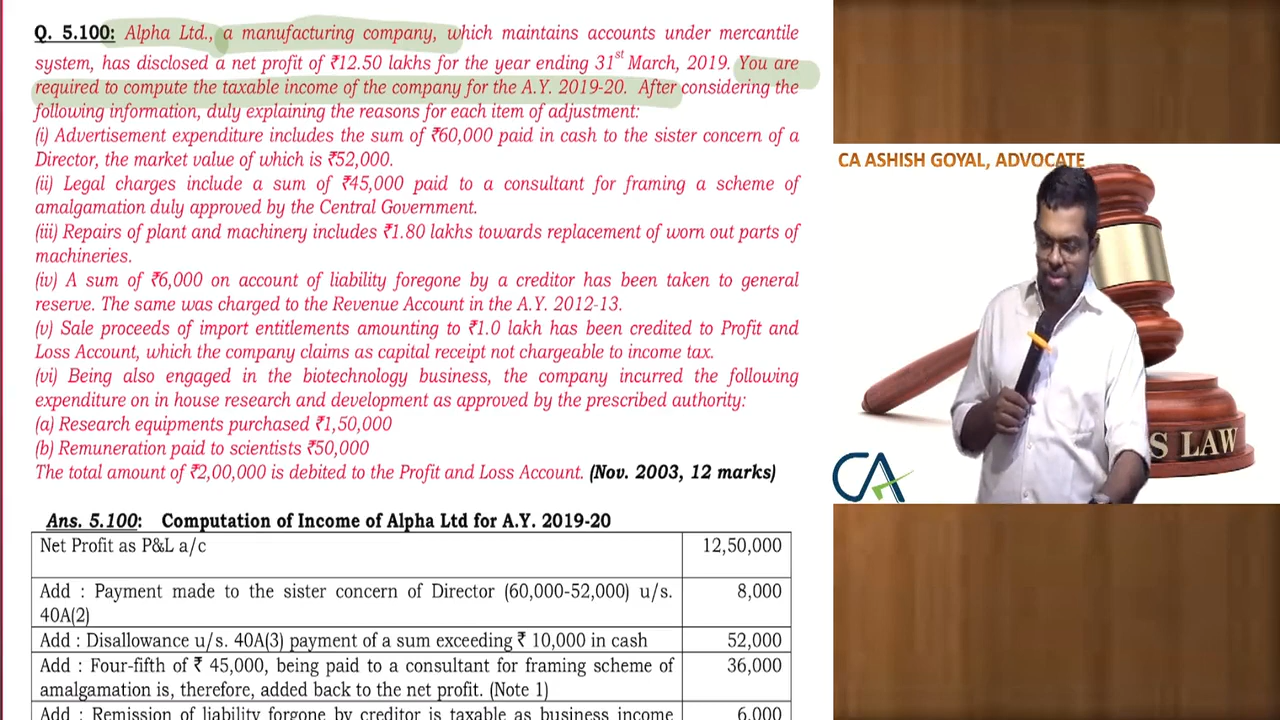 Q. 5.100: Alpha Ltd., a manufacturing company, which maintains accounts under mercantile
system, has disclosed a net profit of ₹12.50 lakhs for the year ending 31st March, 2019. You are
required to compute the taxable income of the company for the A.Y. 2019-20. After considering the
following information, duly explaining the reasons for each item of adjustment:
(i) Advertisement expenditure includes the sum of ₹60,000 paid in cash to the sister concern of a
Director, the market value of which is ₹52,000.
(ii) Legal charges include a sum of ₹45,000 paid to a consultant for framing a scheme of
amalgamation duly approved by the Central Government.
(iii) Repairs of plant and machinery includes ₹1.80 lakhs towards replacement of worn out parts of
machineries.
(iv) A sum of ₹6,000 on account of liability foregone by a creditor has been taken to general
reserve. The same was charged to the Revenue Account in the A.Y. 2012-13.
(v) Sale proceeds of import entitlements amounting to ₹1.0 lakh has been credited to Profit and
Loss Account, which the company claims as capital receipt not chargeable to income tax.
(vi) Being also engaged in the biotechnology business, the company incurred the following
expenditure on in house research and development as approved by the prescribed authority:
(a) Research equipments purchased ₹1,50,000
(b) Remuneration paid to scientists ₹50,000
The total amount of ₹2,00,000 is debited to the Profit and Loss Account. (Nov. 2003, 12 marks)
Ans. 5.100: Computation of Income of Alpha Ltd for A.Y. 2019-20
Net Profit as P&L a/c 12,50,000
Add : Payment made to the sister concern of Director (60,000-52,000) u/s. 8,000
40A(2)
Add : Disallowance u/s. 40A(3) payment of a sum exceeding ₹ 10,000 in cash 52,000
Add : Four-fifth of ₹ 45,000, being paid to a consultant for framing scheme of 36,000
amalgamation is, therefore, added back to the net profit. (Note 1)
Add : Remission of liability forgone by creditor is taxable as business income 6,000
CA ASHISH GOYAL, ADVOCATE
S LAW
CA